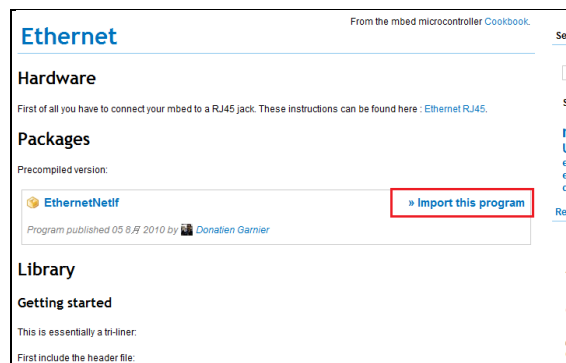 From the mbed microcontroller Cookbook.
Ethernet
Hardware
First of all you have to connect your mbed to a RJ45 jack. These instructions can be found here : Ethernet RJ45.
Packages
Precompiled version:
EthernetNetIf
» Import this program
Program published 05 8月 2010 by Donatien Garnier
Library
Getting started
This is essentially a tri-liner:
First include the header file:
Se
Re